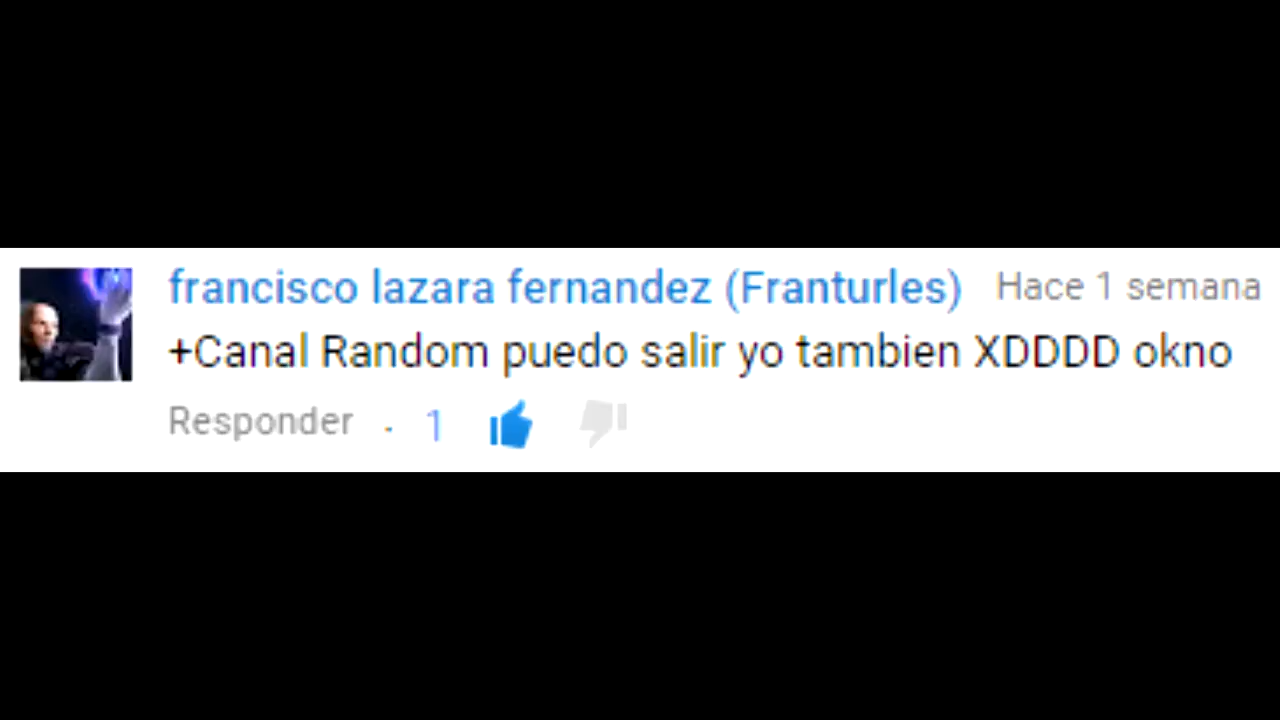 francisco lazara fernandez (Franturles) Hace 1 semana
+Canal Random puedo salir yo tambien XDDDD okno
Responder . 1